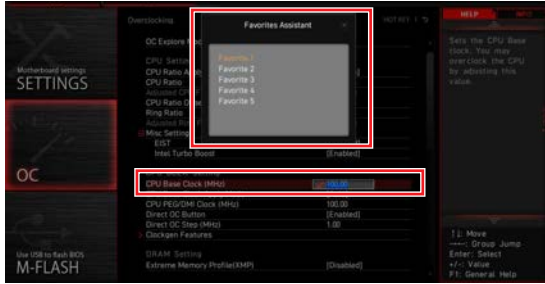 Overclocking
HOT KEY
HELP
INFO
Favorites Assistant
Favorite 1
Favorite 2
Favorite 3
Favorite 4
Favorite 5
OC Explore
CPU Ratio
CPU Ratio
Ring Ratio
Misc Setting
EIST
Intel Turbo Boost [Enabled]
CPU Base Clock (MHz) 100.00
CPU PEG/DMI Clock (MHz) 100.00
Direct OC Button [Enabled]
Direct OC Step (MHz) 1.00
Clockgen Features
DRAM Setting
Extreme Memory Profile(XMP) [Disabled]
Motherboard settings
SETTINGS
OC
Use USB to flash BIOS
M-FLASH
Sets the CPU Base
Clock. You may
overclock the CPU
by adjusting this
value.
Move
Group Jump
Enter: Select
+/-: Value
F1: General Help